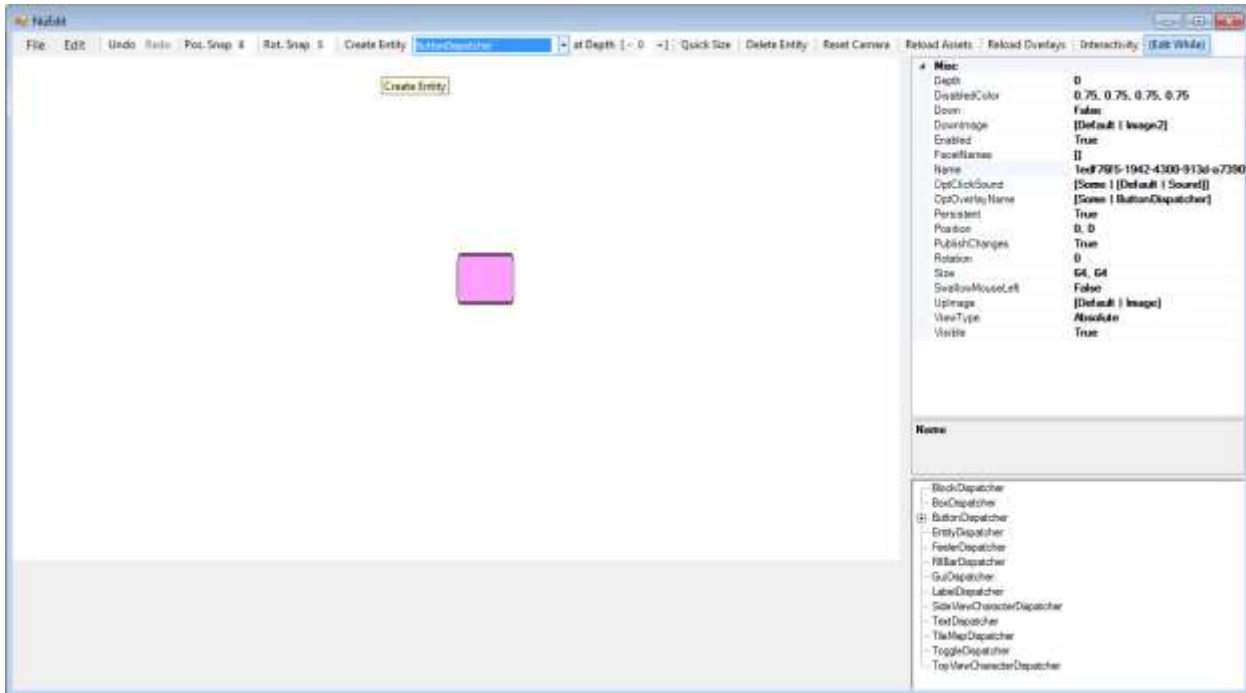 NuEdit
File Edit Undo Redo Pos. Snap 8 Rot. Snap 5 Create Entity ButtonDispatcher at Depth [- 0 +] Quick Size Delete Entity Reset Camera Reload Assets Reload Overlays Interactivity (Edit While)
Create Entity
Misc
Depth 0
DisabledColor 0.75, 0.75, 0.75, 0.75
Down False
DownImage [Default | Image2]
Enabled True
FacetNames []
Name
OptClickSound [Some | [Default | Sound]]
OptOverlayName [Some | ButtonDispatcher]
Persistent True
Position 0, 0
PublishChanges True
Rotation 0
Size 64, 64
SwallowMouseLeft False
UpImage [Default | Image]
ViewType Absolute
Visible True
Name
BlockDispatcher
BoxDispatcher
ButtonDispatcher
EntityDispatcher
FeelerDispatcher
FillBarDispatcher
GuiDispatcher
LabelDispatcher
SideViewCharacterDispatcher
TextDispatcher
TileMapDispatcher
ToggleDispatcher
TopViewCharacterDispatcher